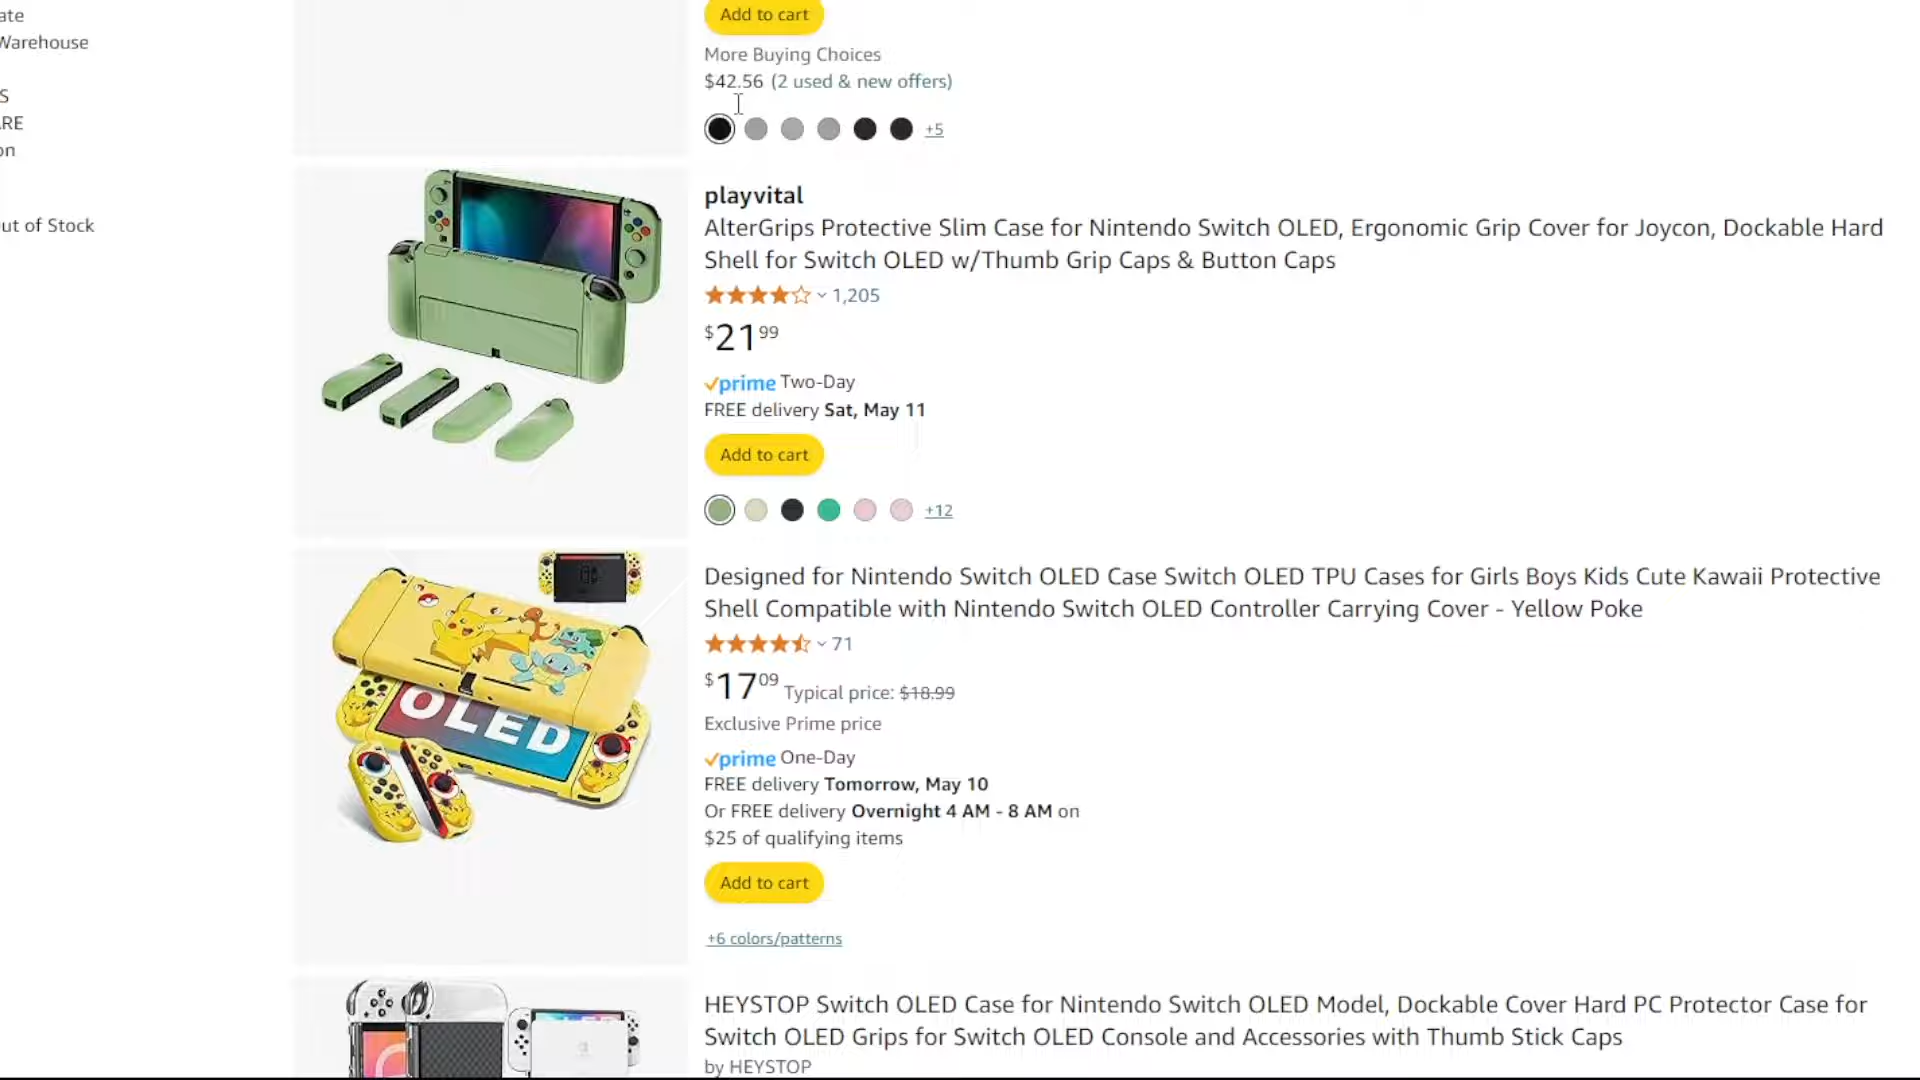 ate
Warehouse
S
ARE
on
ut of Stock
Add to cart
More Buying Choices
$42.56 (2 used & new offers)
+5
playvital
AlterGrips Protective Slim Case for Nintendo Switch OLED, Ergonomic Grip Cover for Joycon, Dockable Hard
Shell for Switch OLED w/Thumb Grip Caps & Button Caps
1,205
$21 99
prime Two-Day
FREE delivery Sat, May 11
Add to cart
+12
OLED
Designed for Nintendo Switch OLED Case Switch OLED TPU Cases for Girls Boys Kids Cute Kawaii Protective
Shell Compatible with Nintendo Switch OLED Controller Carrying Cover - Yellow Poke
71
$17 09 Typical price: $18.99
Exclusive Prime price
prime One-Day
FREE delivery Tomorrow, May 10
Or FREE delivery Overnight 4 AM - 8 AM on
$25 of qualifying items
Add to cart
+6 colors/patterns
HEYSTOP Switch OLED Case for Nintendo Switch OLED Model, Dockable Cover Hard PC Protector Case for
Switch OLED Grips for Switch OLED Console and Accessories with Thumb Stick Caps
by HEYSTOP